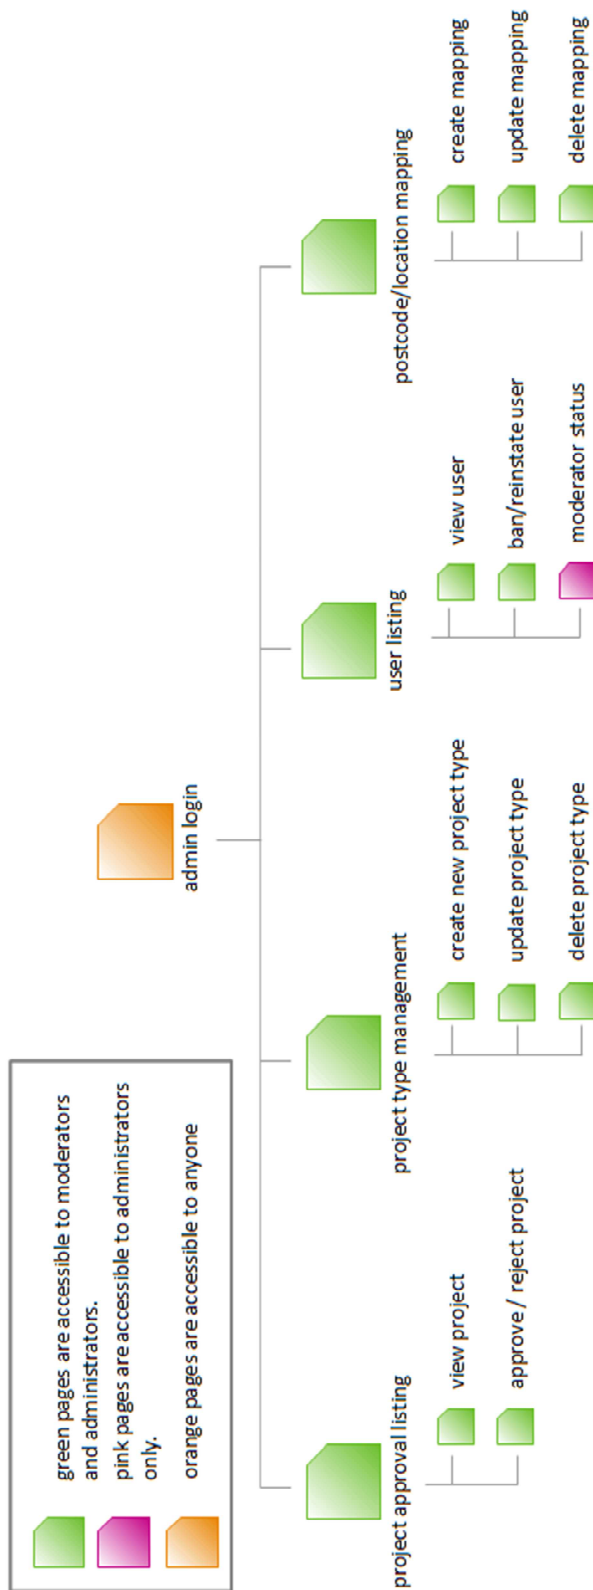 green pages are accessible to moderators
and administrators.
pink pages are accessible to administrators
only.
orange pages are accessible to anyone
admin login
project approval listing
view project
approve / reject project
project type management
create new project type
update project type
delete project type
user listing
view user
ban/reinstate user
moderator status
postcode/location mapping
create mapping
update mapping
delete mapping